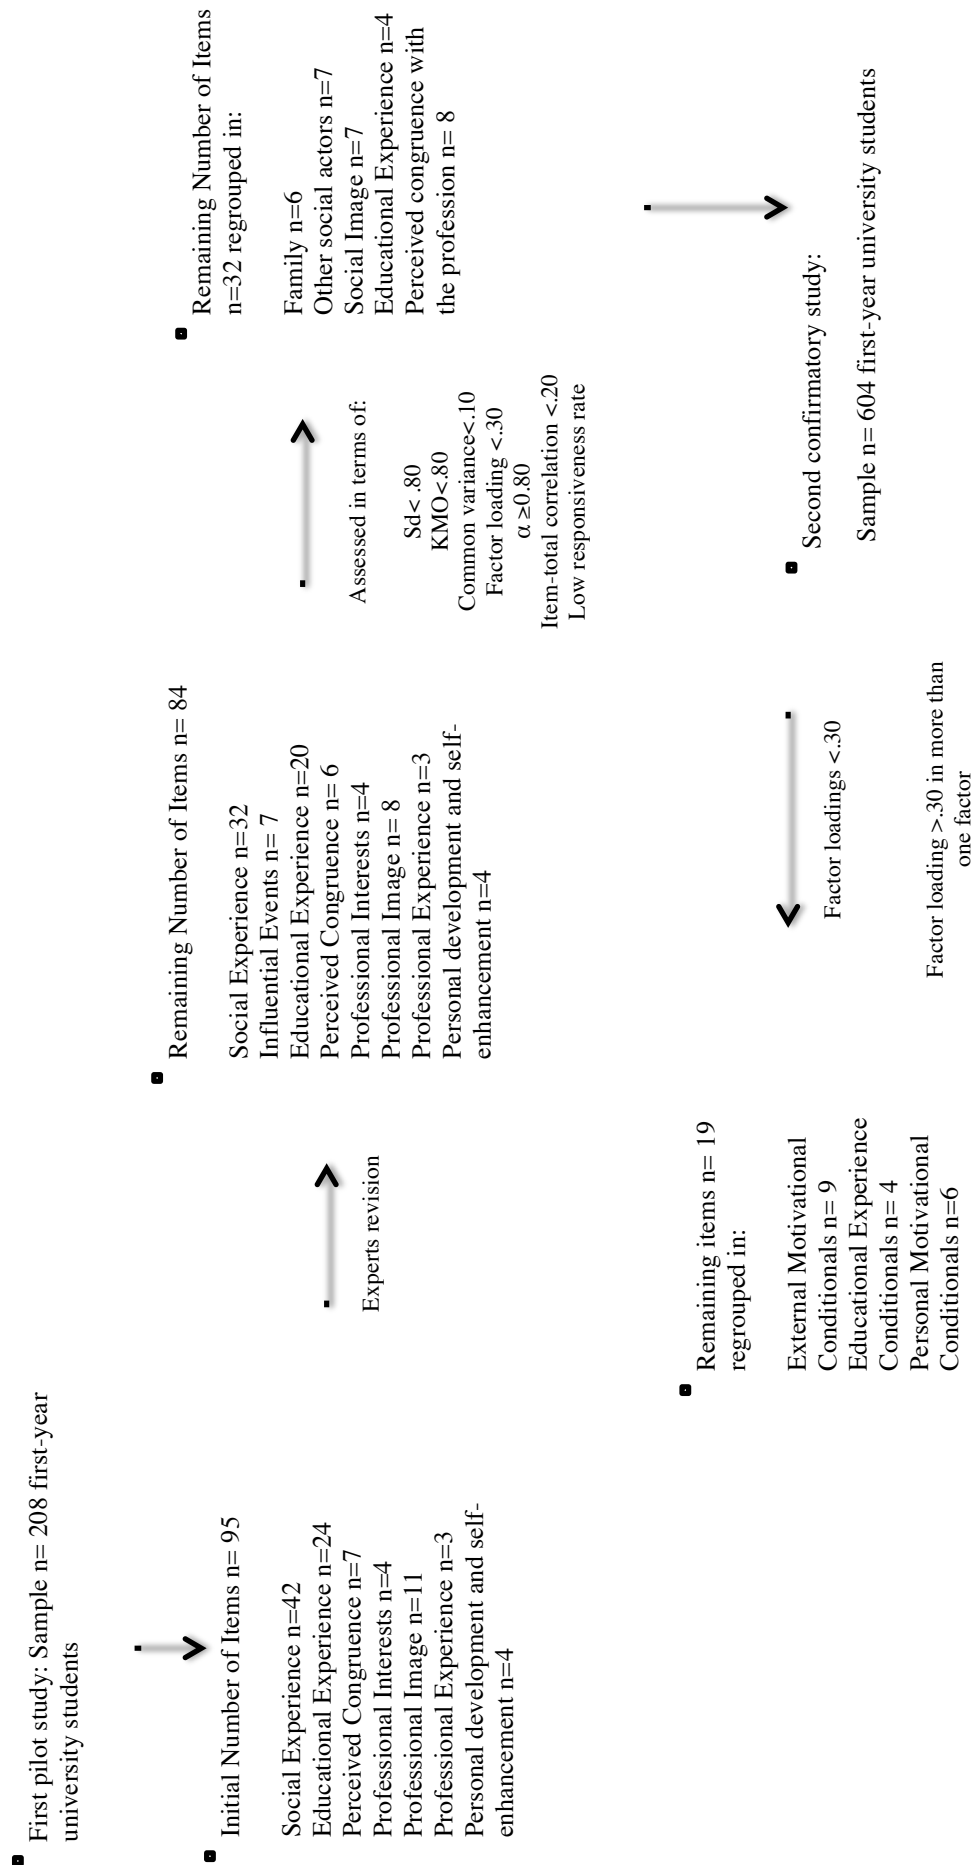 First pilot study: Sample n= 208 first-year
university students
Initial Number of Items n= 95
Social Experience n=42
Educational Experience n=24
Perceived Congruence n=7
Professional Interests n=4
Professional Image n=11
Professional Experience n=3
Personal development and self-
enhancement n=4
Experts revision
Remaining Number of Items n= 84
Social Experience n=32
Influential Events n= 7
Educational Experience n=20
Perceived Congruence n= 6
Professional Interests n=4
Professional Image n= 8
Professional Experience n=3
Personal development and self-
enhancement n=4
Assessed in terms of:
Sd< .80
KMO<.80
Common variance<.10
Factor loading <.30
α ≥0.80
Item-total correlation <.20
Low responsiveness rate
Remaining Number of Items
n=32 regrouped in:
Family n=6
Other social actors n=7
Social Image n=7
Educational Experience n=4
Perceived congruence with
the profession n= 8
Second confirmatory study:
Sample n= 604 first-year university students
Factor loadings <.30
Factor loading >.30 in more than
one factor
Remaining items n= 19
regrouped in:
External Motivational
Conditionals n= 9
Educational Experience
Conditionals n= 4
Personal Motivational
Conditionals n=6